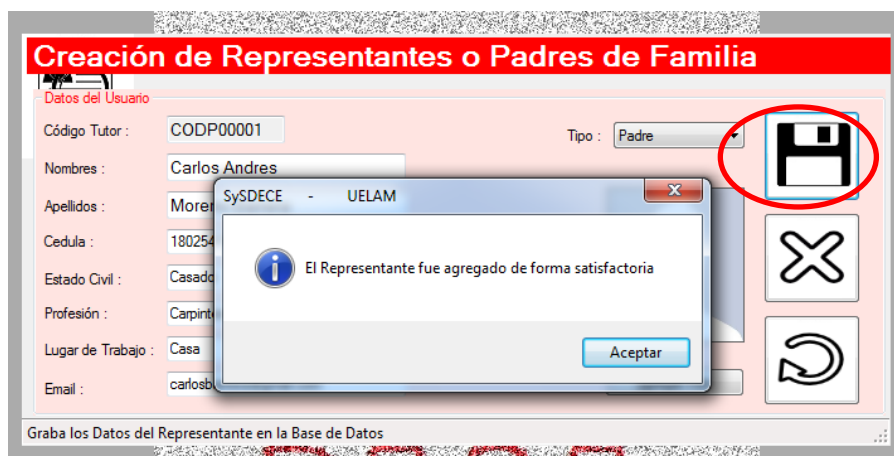 Creación de Representantes o Padres de Familia
Datos del Usuario
Código Tutor : CODP00001 Tipo : Padre
Nombres : Carlos Andres
Apellidos :
Cedula : 180254
Estado Civil : Casado
Profesión :
Lugar de Trabajo : Casa
Email :
SySDECE - UELAM
El Representante fue agregado de forma satisfactoria
Aceptar
Graba los Datos del Representante en la Base de Datos